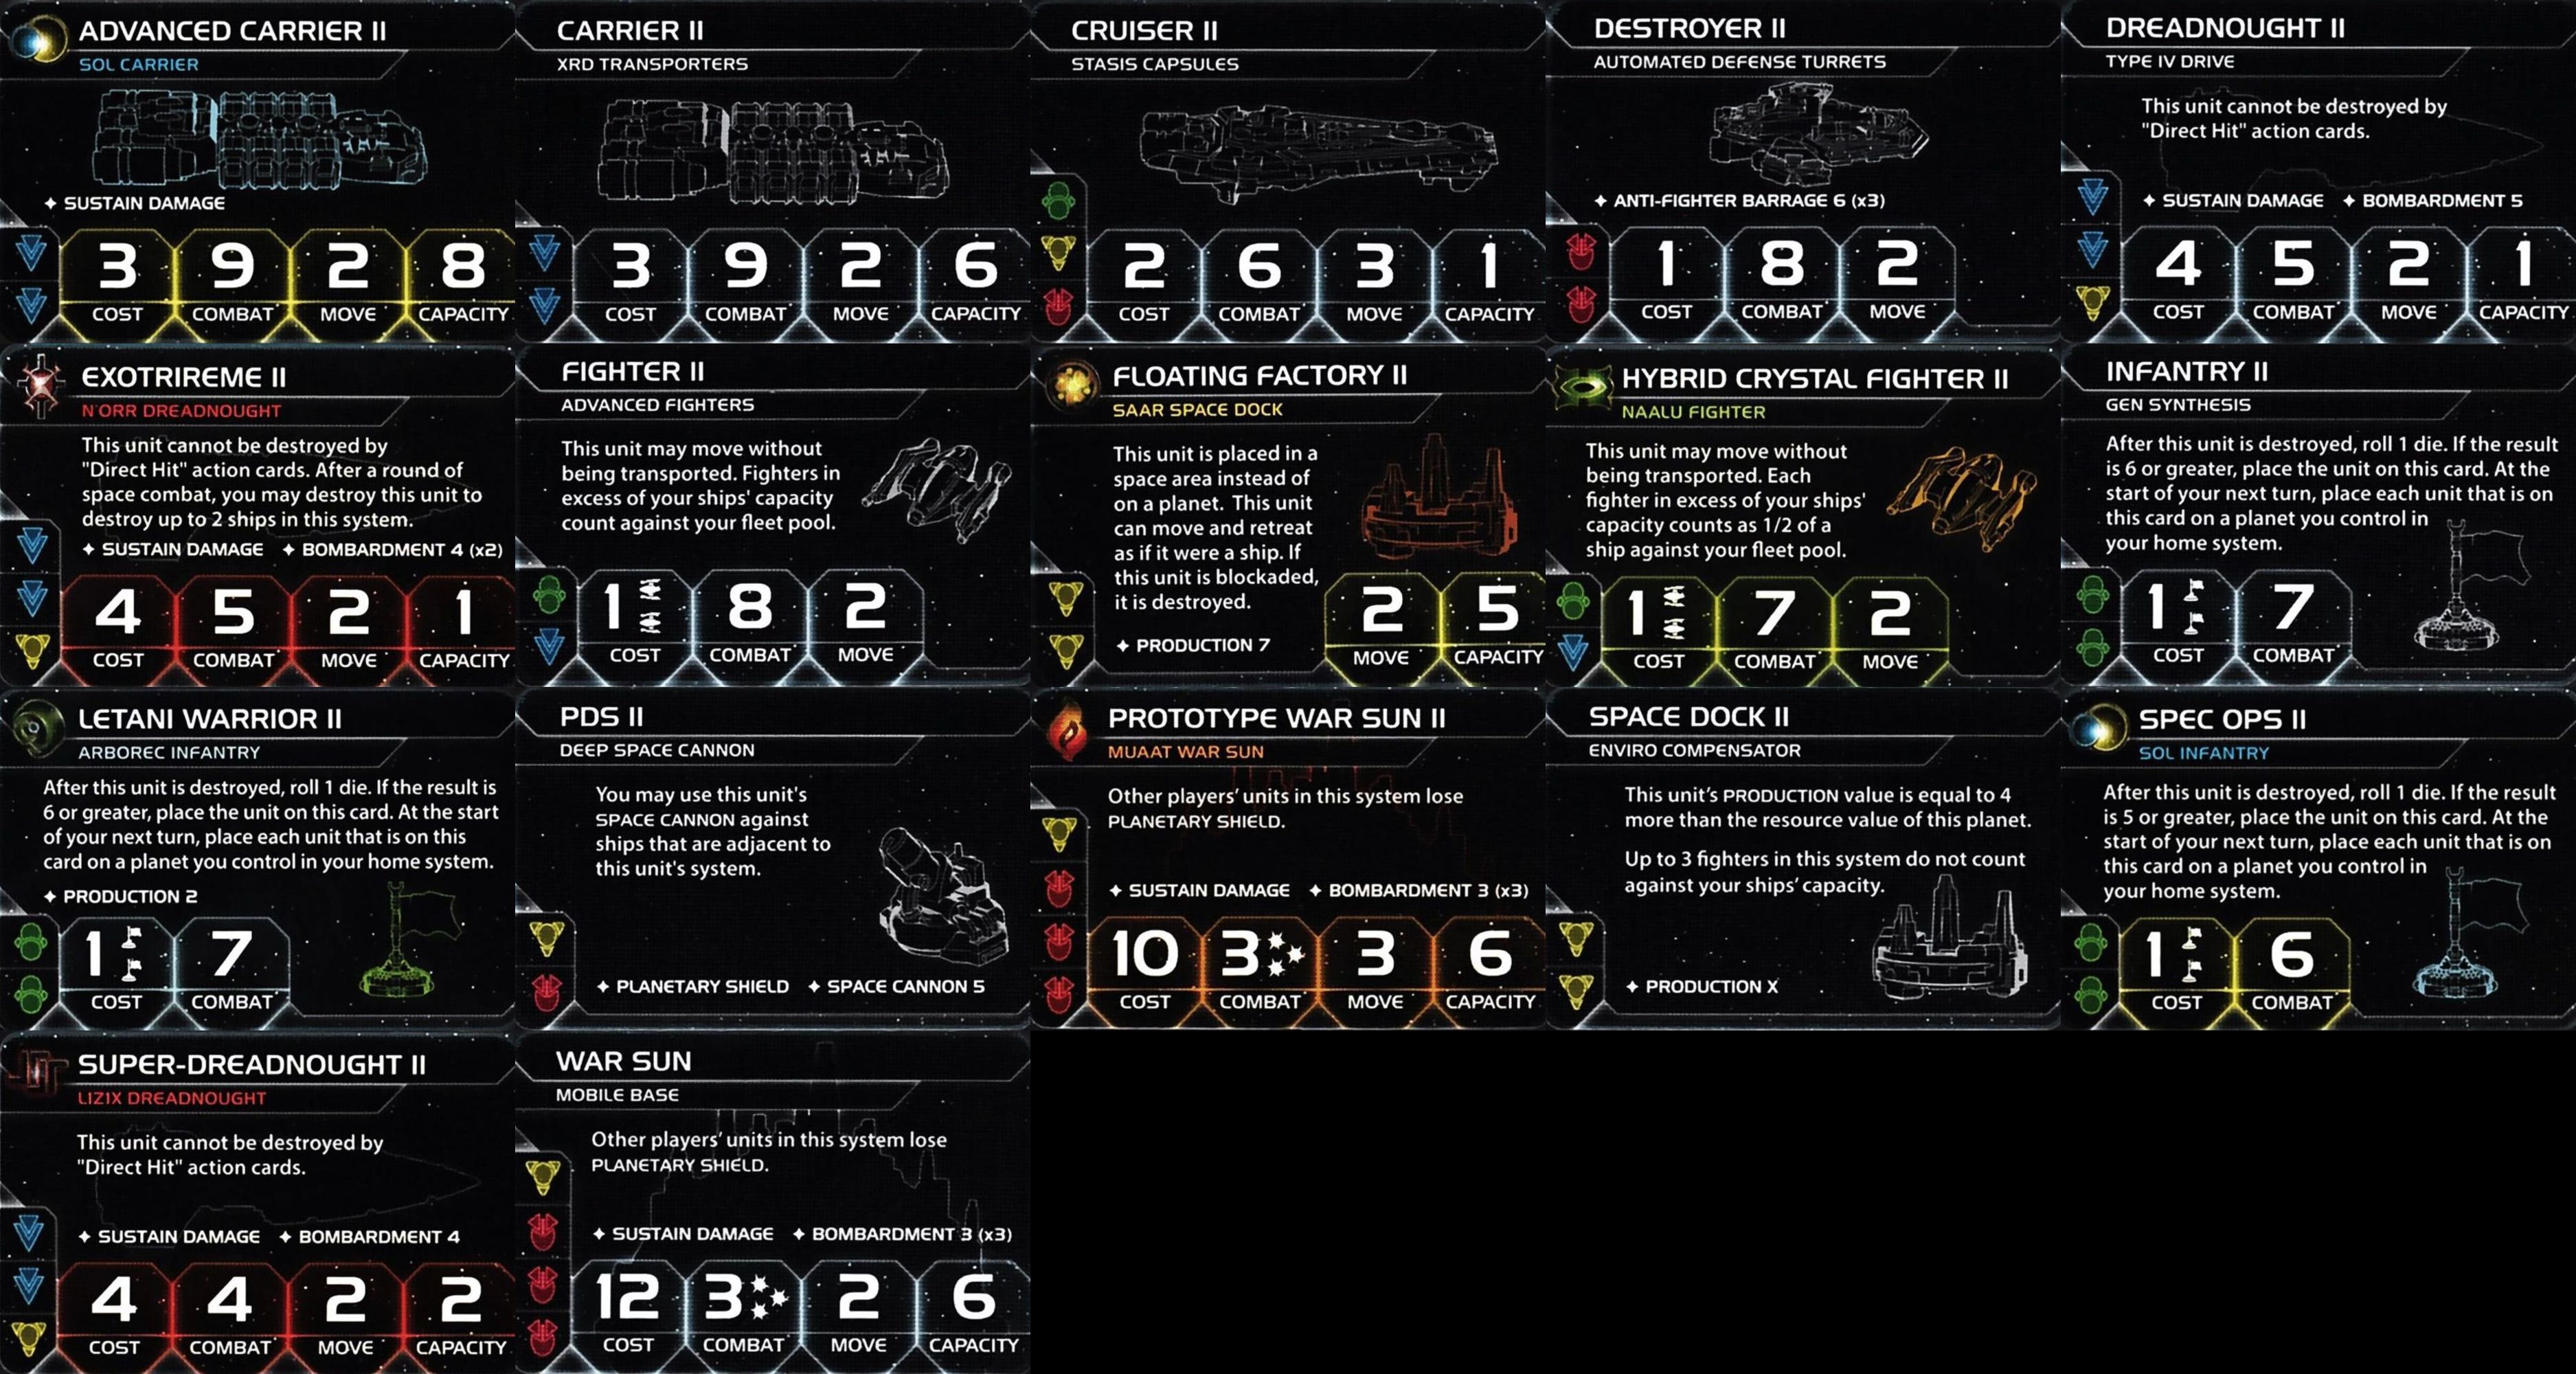 ADVANCED CARRIER II
SOL CARRIER
✦ SUSTAIN DAMAGE
3 9 2 8
COST COMBAT MOVE CAPACITY
CARRIER II
XRD TRANSPORTERS
3 9 2 6
COST COMBAT MOVE CAPACITY
CRUISER II
STASIS CAPSULES
2 6 3 1
COST COMBAT MOVE CAPACITY
DESTROYER II
AUTOMATED DEFENSE TURRETS
✦ ANTI-FIGHTER BARRAGE 6 (x3)
1 8 2
COST COMBAT MOVE
DREADNOUGHT II
TYPE IV DRIVE
This unit cannot be destroyed by
"Direct Hit" action cards.
✦ SUSTAIN DAMAGE ✦ BOMBARDMENT 5
4 5 2 1
COST COMBAT MOVE CAPACITY
EXOTRIREME II
N'ORR DREADNOUGHT
This unit cannot be destroyed by
"Direct Hit" action cards. After a round of
space combat, you may destroy this unit to
destroy up to 2 ships in this system.
✦ SUSTAIN DAMAGE ✦ BOMBARDMENT 4 (x2)
4 5 2 1
COST COMBAT MOVE CAPACITY
FIGHTER II
ADVANCED FIGHTERS
This unit may move without
being transported. Fighters in
excess of your ships' capacity
count against your fleet pool.
1 8 2
COST COMBAT MOVE
FLOATING FACTORY II
SAAR SPACE DOCK
This unit is placed in a
space area instead of
on a planet. This unit
can move and retreat
as if it were a ship. If
this unit is blockaded,
it is destroyed.
✦ PRODUCTION 7
2 5
MOVE CAPACITY
HYBRID CRYSTAL FIGHTER II
NAALU FIGHTER
This unit may move without
being transported. Each
fighter in excess of your ships'
capacity counts as 1/2 of a
ship against your fleet pool.
1 7 2
COST COMBAT MOVE
INFANTRY II
GEN SYNTHESIS
After this unit is destroyed, roll 1 die. If the result
is 6 or greater, place the unit on this card. At the
start of your next turn, place each unit that is on
this card on a planet you control in
your home system.
1 7
COST COMBAT
LETANI WARRIOR II
ARBOREC INFANTRY
After this unit is destroyed, roll 1 die. If the result is
6 or greater, place the unit on this card. At the start
of your next turn, place each unit that is on this
card on a planet you control in your home system.
✦ PRODUCTION 2
1 7
COST COMBAT
PDS II
DEEP SPACE CANNON
You may use this unit's
SPACE CANNON against
ships that are adjacent to
this unit's system.
✦ PLANETARY SHIELD ✦ SPACE CANNON 5
PROTOTYPE WAR SUN II
MUAAT WAR SUN
Other players' units in this system lose
PLANETARY SHIELD.
✦ SUSTAIN DAMAGE ✦ BOMBARDMENT 3 (x3)
10 3 3 6
COST COMBAT MOVE CAPACITY
SPACE DOCK II
ENVIRO COMPENSATOR
This unit's PRODUCTION value is equal to 4
more than the resource value of this planet.
Up to 3 fighters in this system do not count
against your ships' capacity.
✦ PRODUCTION X
SPEC OPS II
SOL INFANTRY
After this unit is destroyed, roll 1 die. If the result
is 5 or greater, place the unit on this card. At the
start of your next turn, place each unit that is on
this card on a planet you control in
your home system.
1 6
COST COMBAT
SUPER-DREADNOUGHT II
L1Z1X DREADNOUGHT
This unit cannot be destroyed by
"Direct Hit" action cards.
✦ SUSTAIN DAMAGE ✦ BOMBARDMENT 4
4 4 2 2
COST COMBAT MOVE CAPACITY
WAR SUN
MOBILE BASE
Other players' units in this system lose
PLANETARY SHIELD.
✦ SUSTAIN DAMAGE ✦ BOMBARDMENT 3 (x3)
12 3 2 6
COST COMBAT MOVE CAPACITY